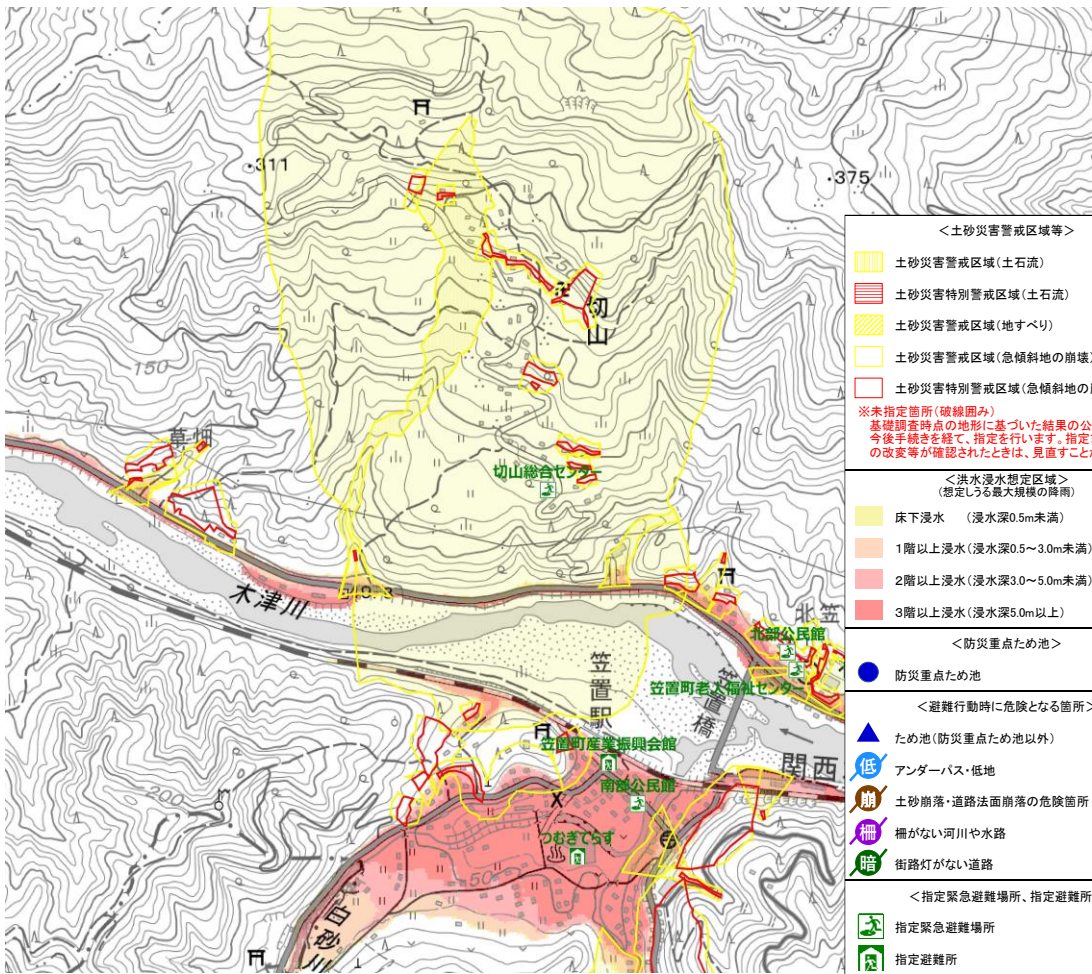 311
375
250
切山
150
草畑
切山総合センター
木津川
北笠
北部公民館
笠置町老人福祉センター
笠置駅
笠置橋
笠置町産業振興会館
関西
南部公民館
つむぎてらす
50
白砂川
＜土砂災害警戒区域等＞
土砂災害警戒区域(土石流)
土砂災害特別警戒区域(土石流)
土砂災害警戒区域(地すべり)
土砂災害警戒区域(急傾斜地の崩壊)
土砂災害特別警戒区域(急傾斜地の
※未指定箇所(破線囲み)
基礎調査時点の地形に基づいた結果の公
今後手続きを経て、指定を行います。指定
の改変等が確認されたときは、見直すこと
＜洪水浸水想定区域＞
(想定しうる最大規模の降雨)
床下浸水 (浸水深0.5m未満)
1階以上浸水(浸水深0.5～3.0m未満)
2階以上浸水(浸水深3.0～5.0m未満)
3階以上浸水(浸水深5.0m以上)
＜防災重点ため池＞
防災重点ため池
＜避難行動時に危険となる箇所＞
ため池(防災重点ため池以外)
低 アンダーパス・低地
崩 土砂崩落・道路法面崩落の危険箇所
柵 柵がない河川や水路
暗 街路灯がない道路
＜指定緊急避難場所、指定避難所
指定緊急避難場所
指定避難所